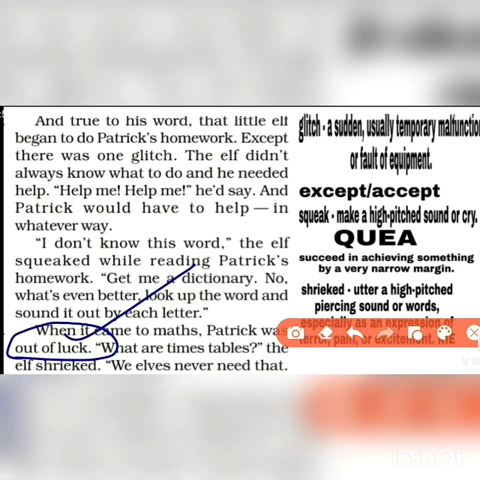 And true to his word, that little elf
began to do Patrick's homework. Except
there was one glitch. The elf didn't
always know what to do and he needed
help. "Help me! Help me!" he'd say. And
Patrick would have to help — in
whatever way.
"I don't know this word," the elf
squeaked while reading Patrick's
homework. "Get me a dictionary. No,
what's even better, look up the word and
sound it out by each letter."
When it came to maths, Patrick was
out of luck. "What are times tables?" the
elf shrieked. "We elves never need that.
glitch - a sudden, usually temporary malfunction
or fault of equipment.
except/accept
squeak - make a high-pitched sound or cry.
QUEA
succeed in achieving something
by a very narrow margin.
shrieked - utter a high-pitched
piercing sound or words,
especially as an expression of
terror, pain, or excitement.
InShOt